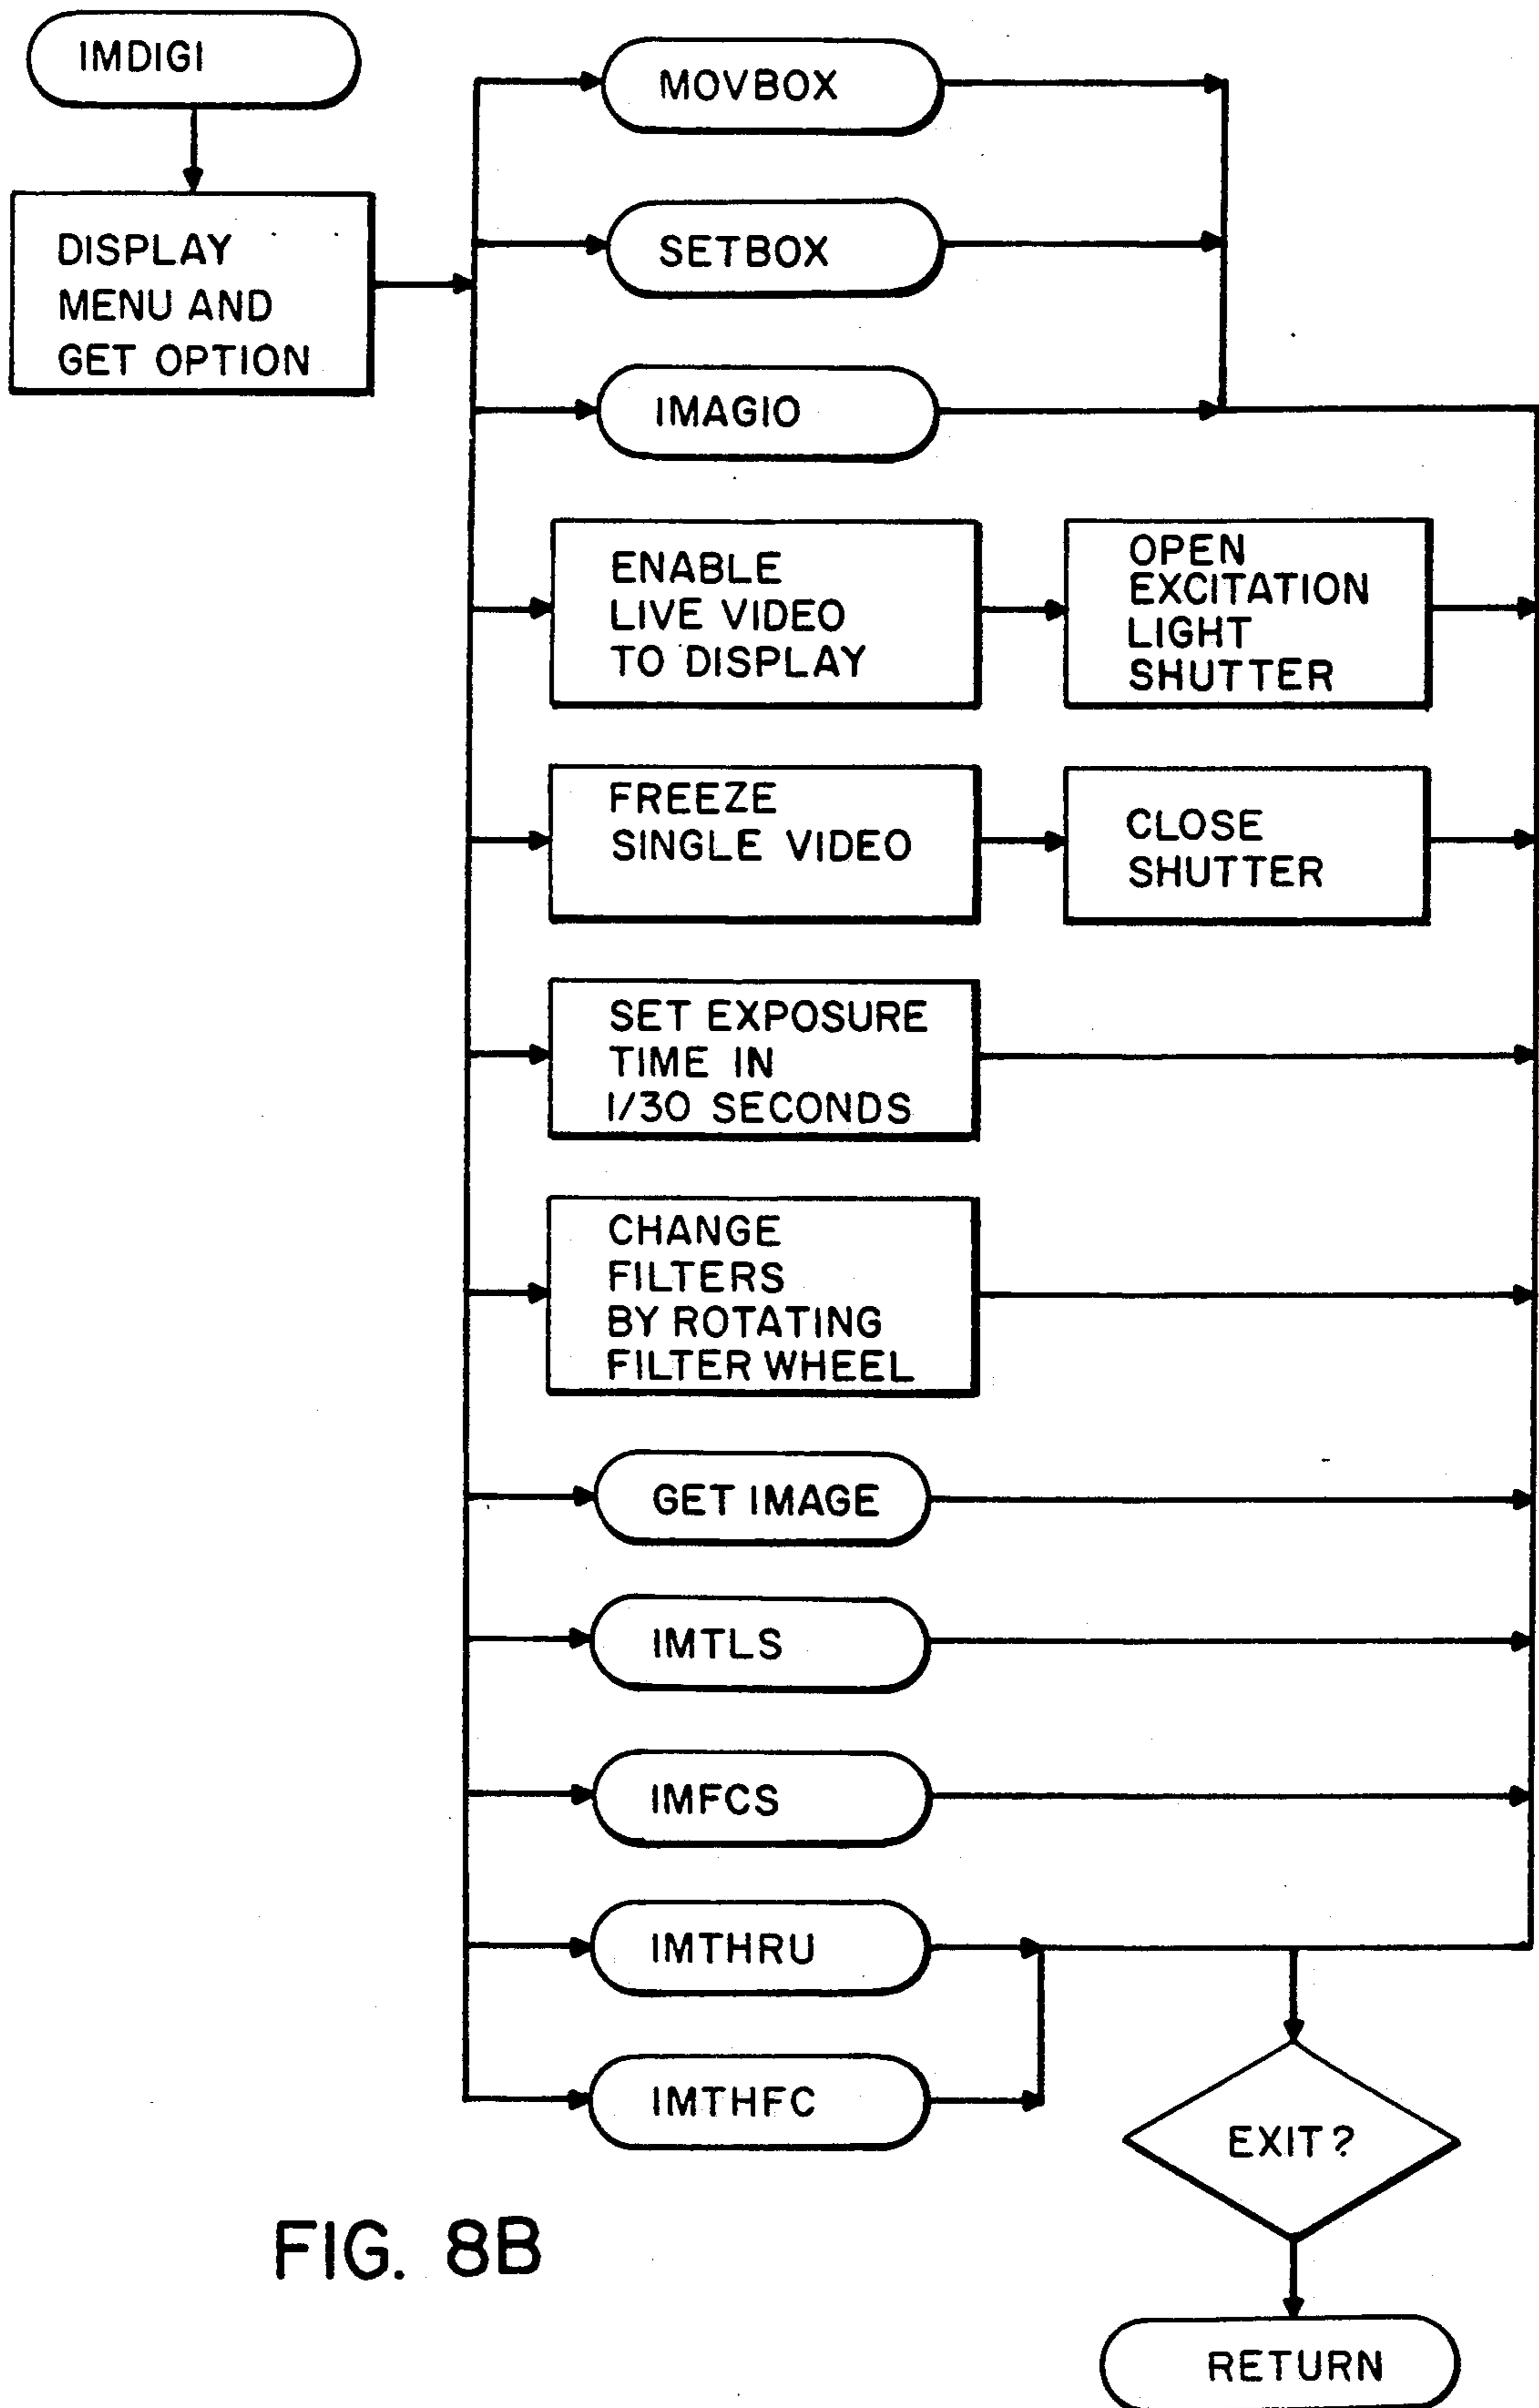 IMDIGI
DISPLAY
MENU AND
GET OPTION
MOVBOX
SETBOX
IMAGIO
ENABLE
LIVE VIDEO
TO DISPLAY
OPEN
EXCITATION
LIGHT
SHUTTER
FREEZE
SINGLE VIDEO
CLOSE
SHUTTER
SET EXPOSURE
TIME IN
1/30 SECONDS
CHANGE
FILTERS
BY ROTATING
FILTER WHEEL
GET IMAGE
IMTLS
IMFCS
IMTHRU
IMTHFC
EXIT?
RETURN
FIG. 8B